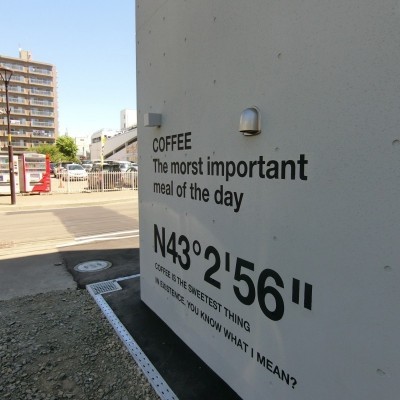 COFFEE
The morst important
meal of the day
N43°2'56"
COFFEE IS THE SWEETEST THING
IN EXISTENCE, YOU KNOW WHAT I MEAN?